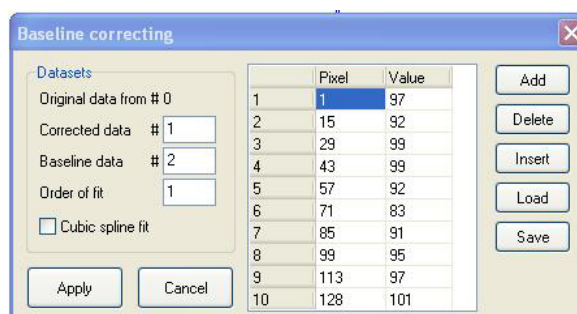 Baseline correcting
Datasets
Original data from # 0
Corrected data # 1
Baseline data # 2
Order of fit 1
Cubic spline fit
Apply Cancel
Pixel Value
1 1 97
2 15 92
3 29 99
4 43 99
5 57 92
6 71 83
7 85 91
8 99 95
9 113 97
10 128 101
Add
Delete
Insert
Load
Save